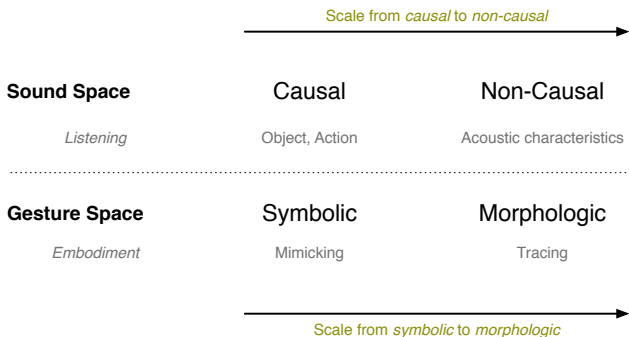 Scale from causal to non-causal
Sound Space Causal Non-Causal
Listening Object, Action Acoustic characteristics
Gesture Space Symbolic Morphologic
Embodiment Mimicking Tracing
Scale from symbolic to morphologic